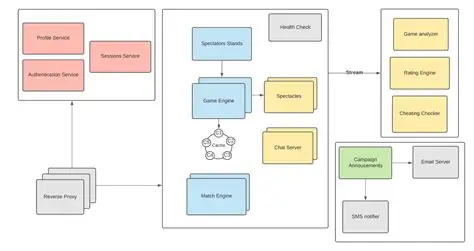 Profile Service
Sessions Service
Authentication Service
Reverse Proxy
Spectators Stands
Health Check
Game Engine
Spectacles
Cache
Chat Server
Match Engine
Stream
Game analyzer
Rating Engine
Cheating Checker
Campaign
Annoucements
Email Server
SMS notifier